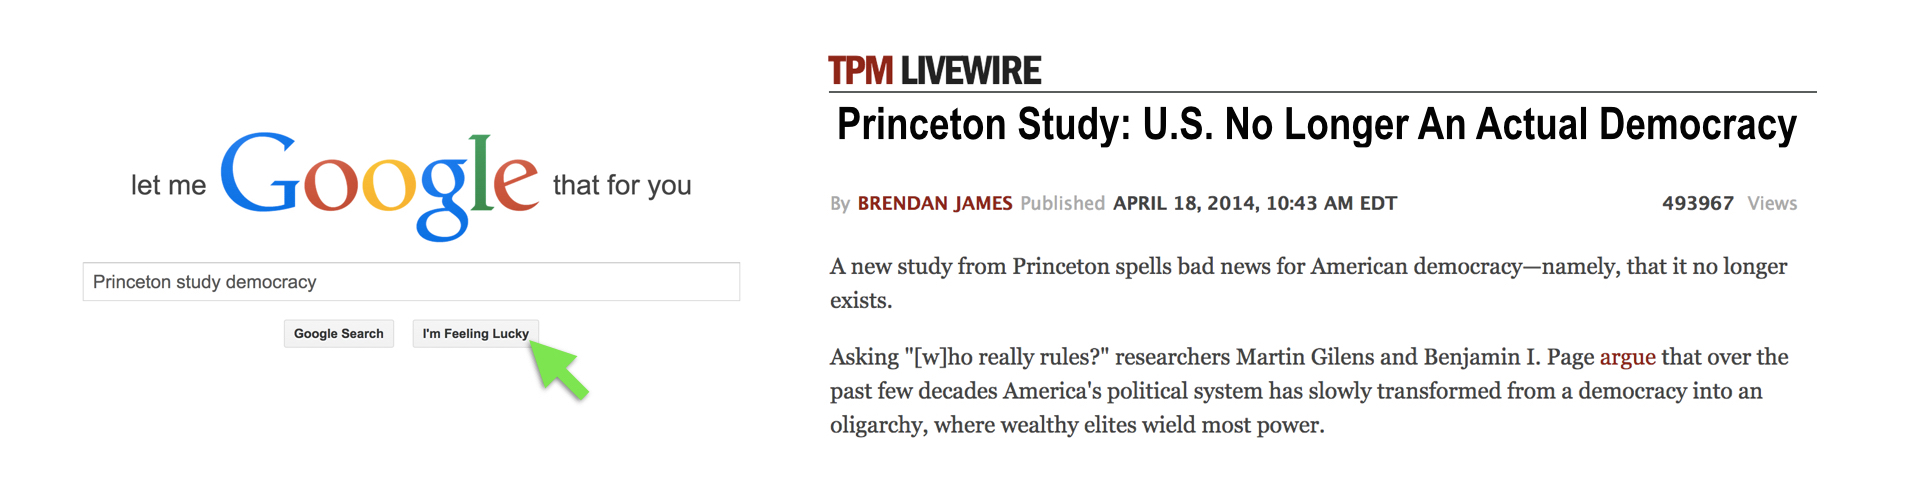 let me Google that for you
Princeton study democracy
Google Search I'm Feeling Lucky
TPM LIVEWIRE
Princeton Study: U.S. No Longer An Actual Democracy
By BRENDAN JAMES Published APRIL 18, 2014, 10:43 AM EDT 493967 Views
A new study from Princeton spells bad news for American democracy—namely, that it no longer
exists.
Asking "[w]ho really rules?" researchers Martin Gilens and Benjamin I. Page argue that over the
past few decades America's political system has slowly transformed from a democracy into an
oligarchy, where wealthy elites wield most power.